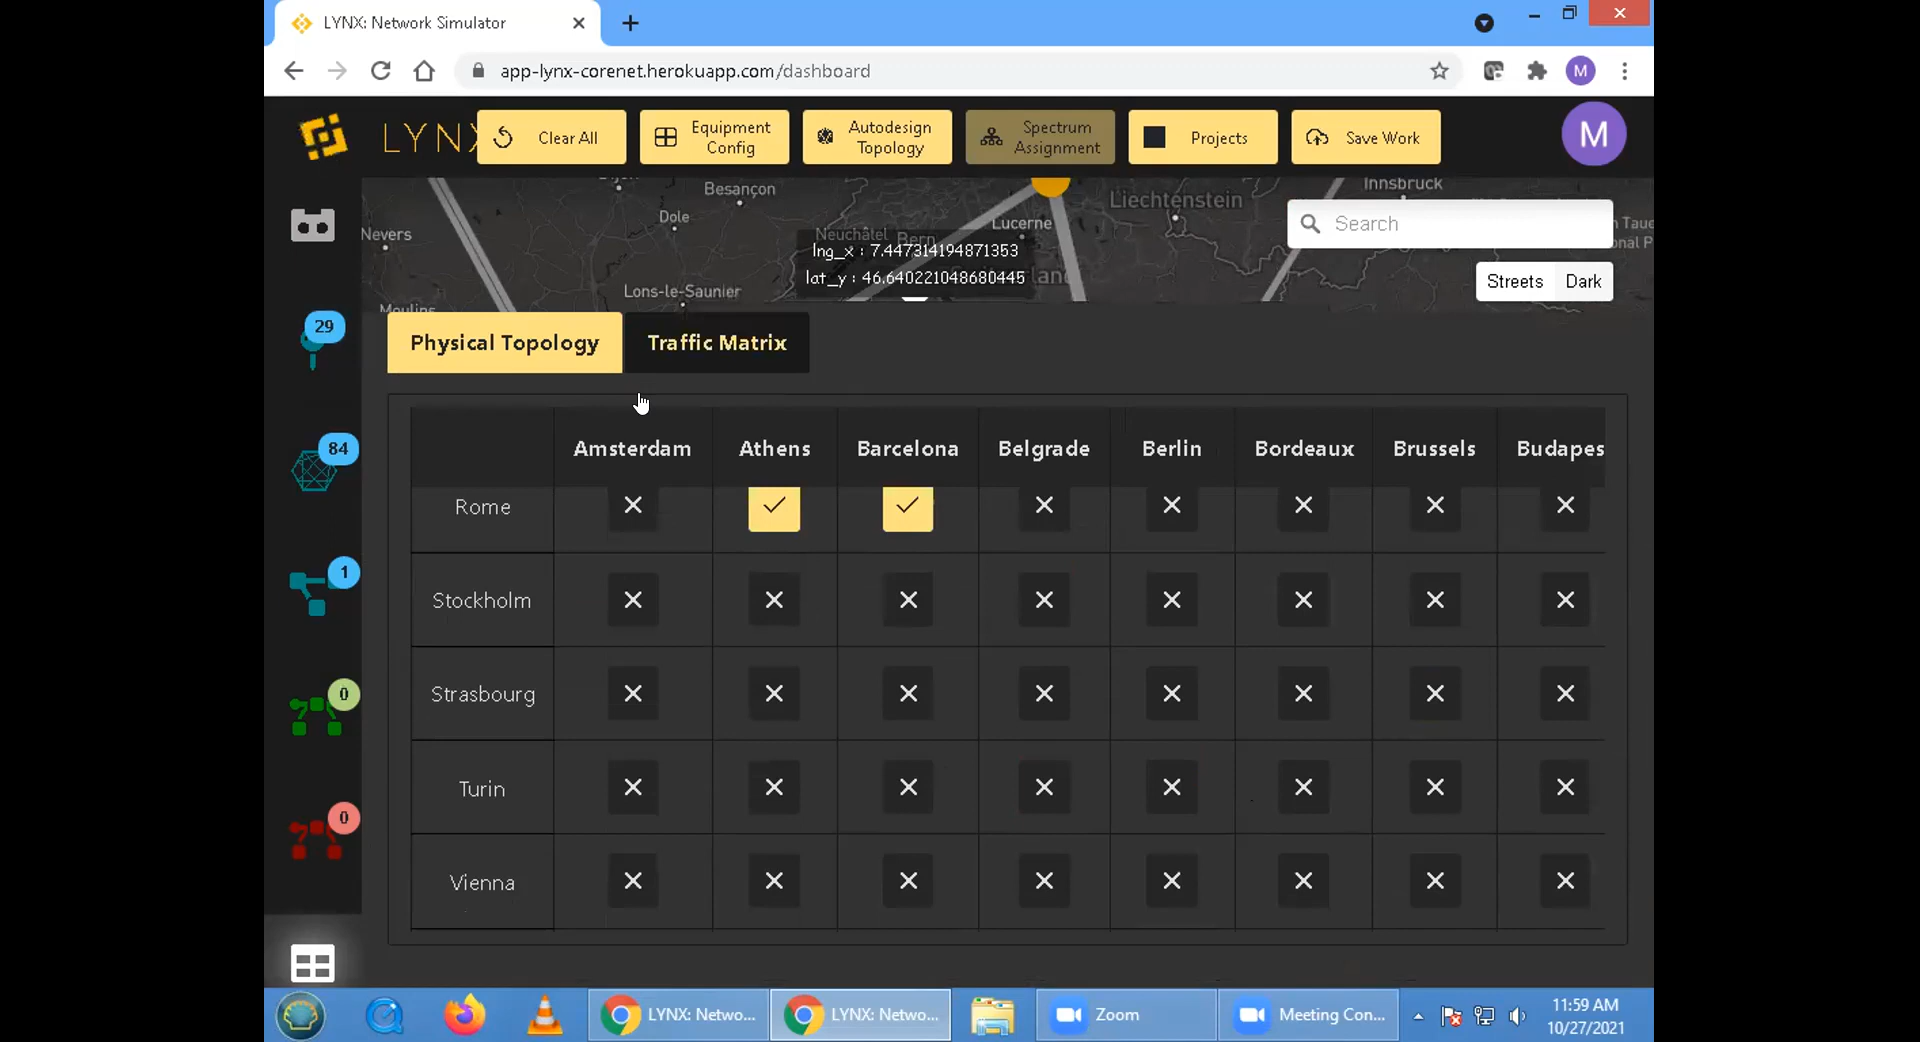 LYNX: Network Simulator
app-lynx-corenet.herokuapp.com/dashboard
M
LYNX
Clear All
Equipment
Config
Autodesign
Topology
Spectrum
Assignment
Projects
Save Work
M
Besançon
Dole
Nevers
Neuchâtel
Bern
Lucerne
Liechtenstein
Innsbruck
Lons-le-Saunier
lng_x : 7.447314194871353
lat_y : 46.640221048680445
Search
Streets Dark
29
84
1
0
0
Physical Topology
Traffic Matrix
Amsterdam Athens Barcelona Belgrade Berlin Bordeaux Brussels Budapes
Rome
Stockholm
Strasbourg
Turin
Vienna
LYNX: Netwo...
LYNX: Netwo...
Zoom
Meeting Con...
11:59 AM
10/27/2021